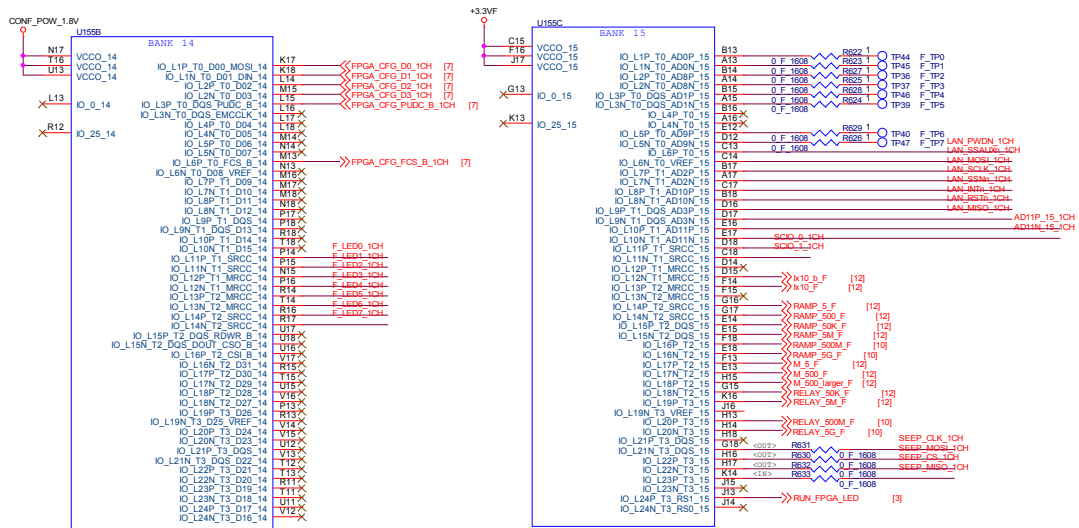 CONF_POW_1.8V
U155B
BANK 14
N17 VCCO_14
T16 VCCO_14
U13 VCCO_14
L13 IO_0_14
R12 IO_25_14
IO_L1P_T0_D00_MOSI_14 K17 FPGA_CFG_D0_1CH [7]
IO_L1N_T0_D01_DIN_14 K18 FPGA_CFG_D1_1CH [7]
IO_L2P_T0_D02_14 L14 FPGA_CFG_D2_1CH [7]
IO_L2N_T0_D03_14 M15 FPGA_CFG_D3_1CH [7]
IO_L3P_T0_DQS_PUDC_B_14 L15 FPGA_CFG_PUDC_B_1CH [7]
IO_L3N_T0_DQS_EMCCLK_14 L16
IO_L4P_T0_D04_14 L17
IO_L4N_T0_D05_14 L18
IO_L5P_T0_D06_14 M14
IO_L5N_T0_D07_14 N14
IO_L6P_T0_FCS_B_14 M13 FPGA_CFG_FCS_B_1CH [7]
IO_L6N_T0_D08_VREF_14 N13
IO_L7P_T1_D09_14 M16
IO_L7N_T1_D10_14 M17
IO_L8P_T1_D11_14 M18
IO_L8N_T1_D12_14 N18
IO_L9P_T1_DQS_14 P17
IO_L9N_T1_DQS_D13_14 P18
IO_L10P_T1_D14_14 R18
IO_L10N_T1_D15_14 T18
IO_L11P_T1_SRCC_14 P14 F_LED0_1CH
IO_L11N_T1_SRCC_14 P15 F_LED1_1CH
IO_L12P_T1_MRCC_14 N15 F_LED2_1CH
IO_L12N_T1_MRCC_14 P16 F_LED3_1CH
IO_L13P_T2_MRCC_14 R14 F_LED4_1CH
IO_L13N_T2_MRCC_14 T14 F_LED5_1CH
IO_L14P_T2_SRCC_14 R16 F_LED6_1CH
IO_L14N_T2_SRCC_14 R17 F_LED7_1CH
IO_L15P_T2_DQS_RDWR_B_14 U17
IO_L15N_T2_DQS_DOUT_CSO_B_14 U18
IO_L16P_T2_CSI_B_14 U16
IO_L16N_T2_D31_14 V17
IO_L17P_T2_D30_14 R15
IO_L17N_T2_D29_14 T15
IO_L18P_T2_D28_14 U15
IO_L18N_T2_D27_14 V16
IO_L19P_T3_D26_14 P13
IO_L19N_T3_D25_VREF_14 R13
IO_L20P_T3_D24_14 V14
IO_L20N_T3_D23_14 V15
IO_L21P_T3_DQS_14 U12
IO_L21N_T3_DQS_D22_14 V13
IO_L22P_T3_D21_14 T12
IO_L22N_T3_D20_14 T13
IO_L23P_T3_D19_14 R11
IO_L23N_T3_D18_14 T11
IO_L24P_T3_D17_14 U11
IO_L24N_T3_D16_14 V12
+3.3VF
U155C
BANK 15
C15 VCCO_15
F16 VCCO_15
J17 VCCO_15
G13 IO_0_15
K13 IO_25_15
IO_L1P_T0_AD0P_15 B13 R622 1 TP44 F_TP0
IO_L1N_T0_AD0N_15 A13 0_F_1608 R623 1 TP45 F_TP1
IO_L2P_T0_AD8P_15 B14 0_F_1608 R627 1 TP36 F_TP2
IO_L2N_T0_AD8N_15 A14 0_F_1608 R625 1 TP37 F_TP3
IO_L3P_T0_DQS_AD1P_15 B15 0_F_1608 R628 1 TP46 F_TP4
IO_L3N_T0_DQS_AD1N_15 A15 0_F_1608 R624 1 TP39 F_TP5
IO_L4P_T0_15 B16 0_F_1608
IO_L4N_T0_15 A16
IO_L5P_T0_AD9P_15 E12 R629 1 TP40 F_TP6
IO_L5N_T0_AD9N_15 D12 0_F_1608 R626 1 TP47 F_TP7
IO_L6P_T0_15 C13 0_F_1608 LAN_PWDN_1CH
IO_L6N_T0_VREF_15 C14 LAN_SSAUXn_1CH
IO_L7P_T1_AD2P_15 B17 LAN_MOSI_1CH
IO_L7N_T1_AD2N_15 A17 LAN_SCLK_1CH
IO_L8P_T1_AD10P_15 C17 LAN_SSNn_1CH
IO_L8N_T1_AD10N_15 B18 LAN_INTn_1CH
IO_L9P_T1_DQS_AD3P_15 D16 LAN_RSTn_1CH
IO_L9N_T1_DQS_AD3N_15 D17 LAN_MISO_1CH
IO_L10P_T1_AD11P_15 E16 AD11P_15_1CH
IO_L10N_T1_AD11N_15 E17 AD11N_15_1CH
IO_L11P_T1_SRCC_15 D18 SCIO_0_1CH
IO_L11N_T1_SRCC_15 C18 SCIO_1_1CH
IO_L12P_T1_MRCC_15 D14
IO_L12N_T1_MRCC_15 D15 Ix10_b_F [12]
IO_L13P_T2_MRCC_15 F14 Ix10_F [12]
IO_L13N_T2_MRCC_15 F15
IO_L14P_T2_SRCC_15 G16 RAMP_5_F [12]
IO_L14N_T2_SRCC_15 G17 RAMP_500_F [12]
IO_L15P_T2_DQS_15 E14 RAMP_50K_F [12]
IO_L15N_T2_DQS_15 E15 RAMP_5M_F [12]
IO_L16P_T2_15 F18 RAMP_500M_F [10]
IO_L16N_T2_15 E18 RAMP_5G_F [10]
IO_L17P_T2_15 F13 M_5_F [12]
IO_L17N_T2_15 E13 M_500_F [12]
IO_L18P_T2_15 H15 M_500_larger_F [12]
IO_L18N_T2_15 G15 RELAY_50K_F [12]
IO_L19P_T3_15 K16 RELAY_5M_F [12]
IO_L19N_T3_VREF_15 J16
IO_L20P_T3_15 H13 RELAY_500M_F [10]
IO_L20N_T3_15 H14 RELAY_5G_F [10]
IO_L21P_T3_DQS_15 H18
IO_L21N_T3_DQS_15 G18 <OUT> R631 SEEP_CLK_1CH
IO_L22P_T3_15 H16 <OUT> R630 0_F_1608 SEEP_MOSI_1CH
IO_L22N_T3_15 H17 <OUT> R632 0_F_1608 SEEP_CS_1CH
IO_L23P_T3_15 K14 <IN> R633 0_F_1608 SEEP_MISO_1CH
IO_L23N_T3_15 J15 0_F_1608
IO_L24P_T3_RS1_15 J13 RUN_FPGA_LED [3]
IO_L24N_T3_RS0_15 J14